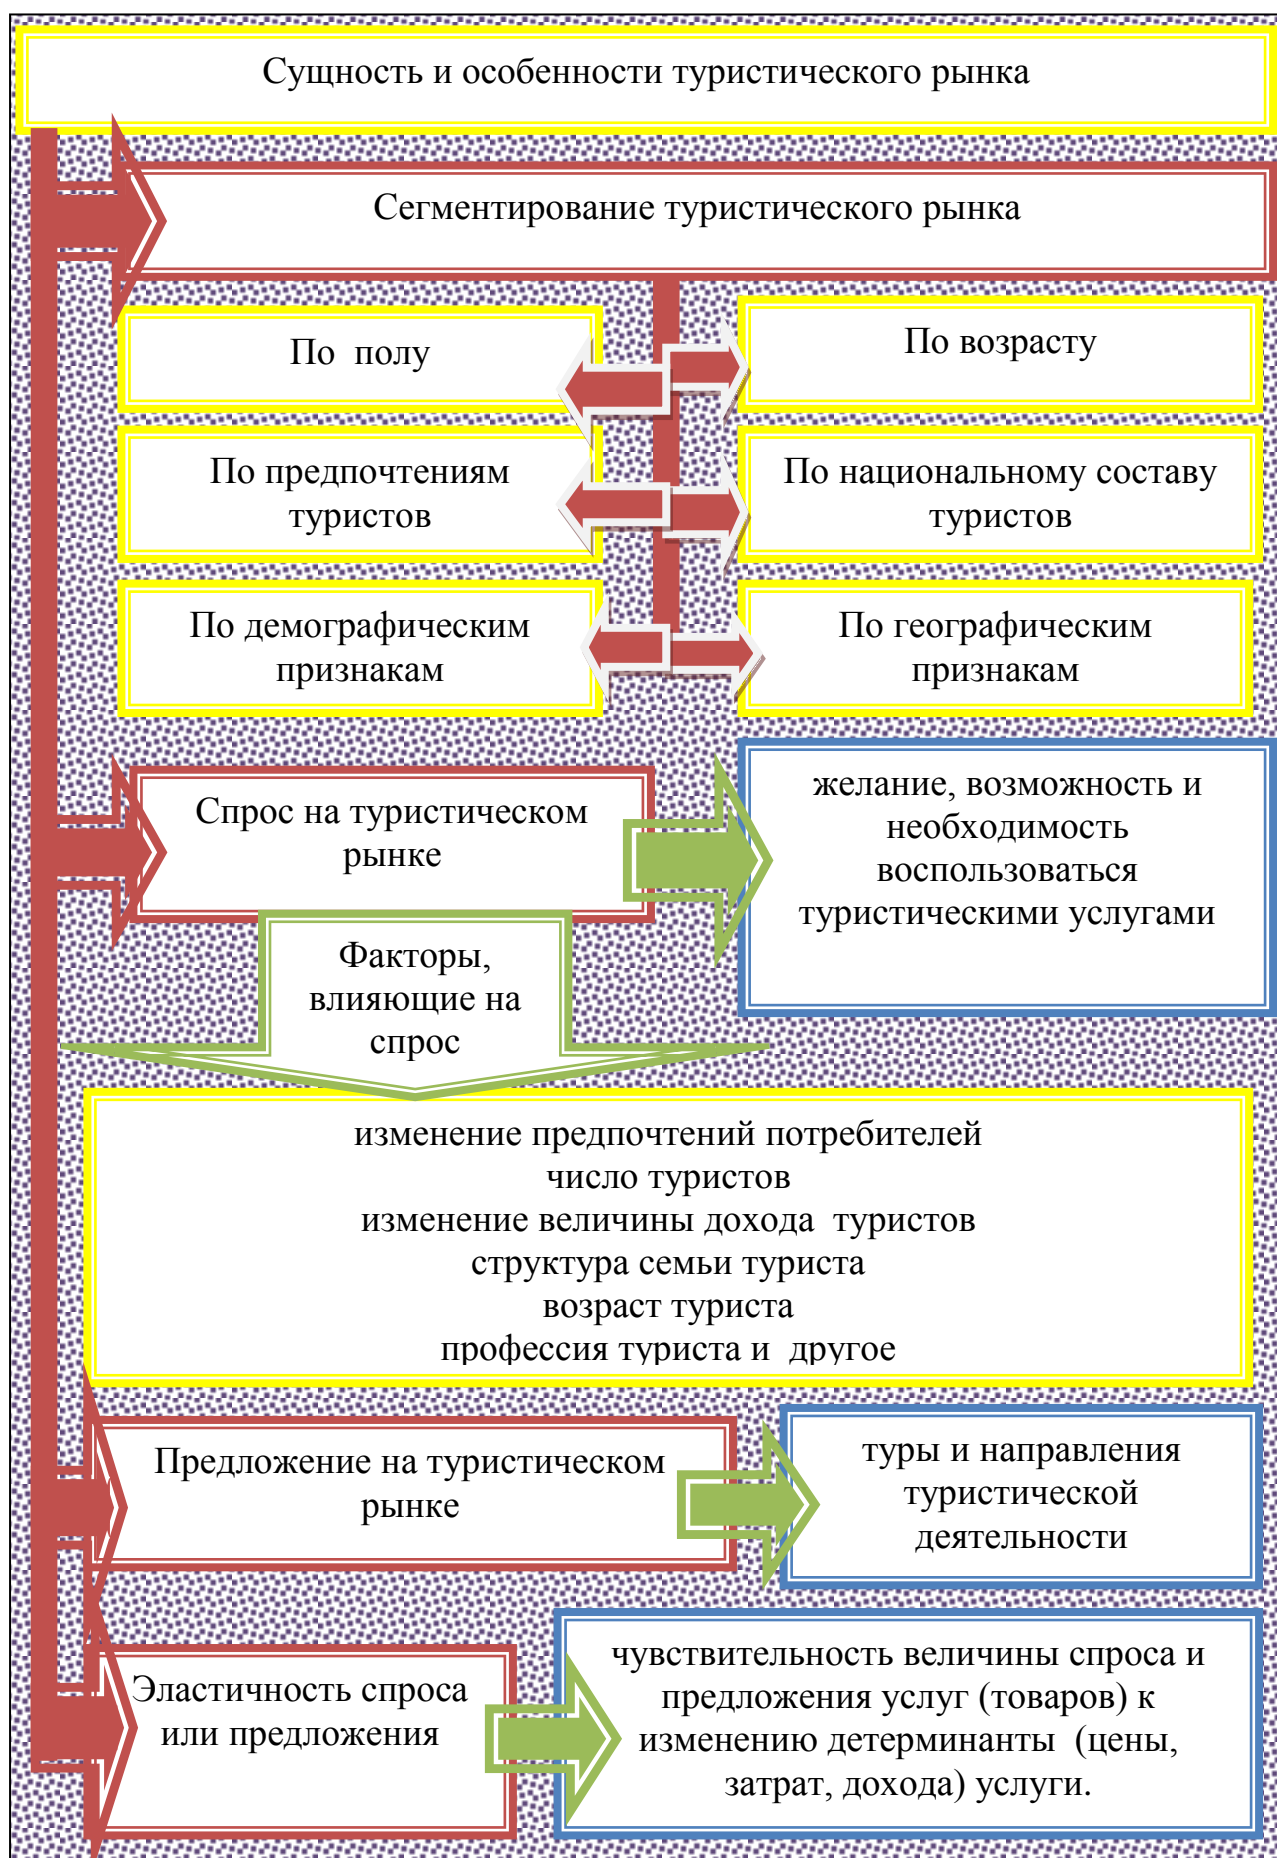 Сущность и особенности туристического рынка
Сегментирование туристического рынка
По полу
По возрасту
По предпочтениям
туристов
По национальному составу
туристов
По демографическим
признакам
По географическим
признакам
Спрос на туристическом
рынке
желание, возможность и
необходимость
воспользоваться
туристическими услугами
Факторы,
влияющие на
спрос
изменение предпочтений потребителей
число туристов
изменение величины дохода туристов
структура семьи туриста
возраст туриста
профессия туриста и другое
Предложение на туристическом
рынке
туры и направления
туристической
деятельности
Эластичность спроса
или предложения
чувствительность величины спроса и
предложения услуг (товаров) к
изменению детерминанты (цены,
затрат, дохода) услуги.